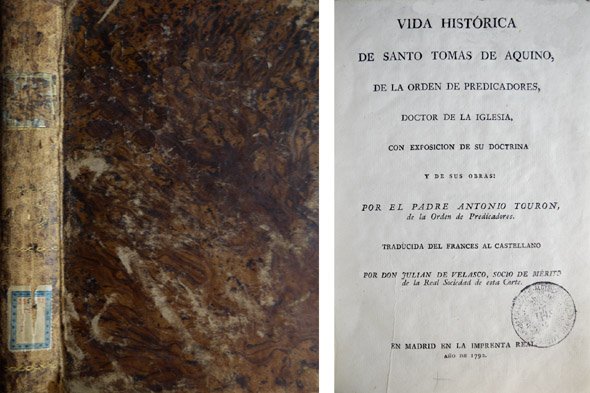 VIDA HISTÓRICA
DE SANTO TOMAS DE AQUINO,
DE LA ORDEN DE PREDICADORES,
DOCTOR DE LA IGLESIA,
CON EXPOSICION DE SU DOCTRINA
Y DE SUS OBRAS:
POR EL PADRE ANTONIO TOURON,
de la Orden de Predicadores.
TRADUCIDA DEL FRANCES AL CASTELLANO
POR DON JULIAN DE VELASCO, SOCIO DE MÉRITO
de la Real Sociedad de esta Corte.
EN MADRID EN LA IMPRENTA REAL,
AÑO DE 1792.